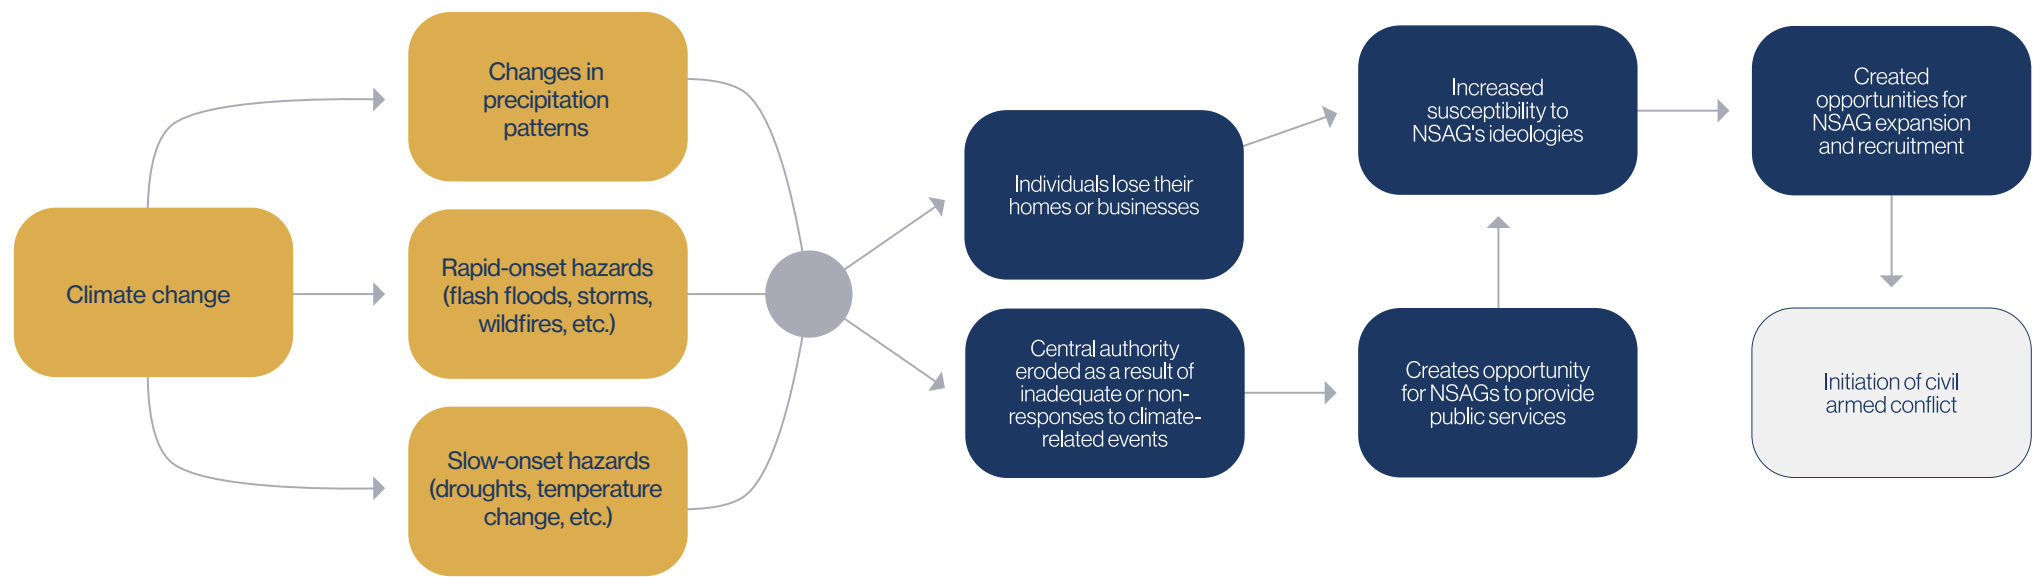 Climate change
Changes in
precipitation
patterns
Rapid-onset hazards
(flash floods, storms,
wildfires, etc.)
Slow-onset hazards
(droughts, temperature
change, etc.)
Individuals lose their
homes or businesses
Central authority
eroded as a result of
inadequate or non-
responses to climate-
related events
Increased
susceptibility to
NSAG's ideologies
Creates opportunity
for NSAGs to provide
public services
Created
opportunities for
NSAG expansion
and recruitment
Initiation of civil
armed conflict